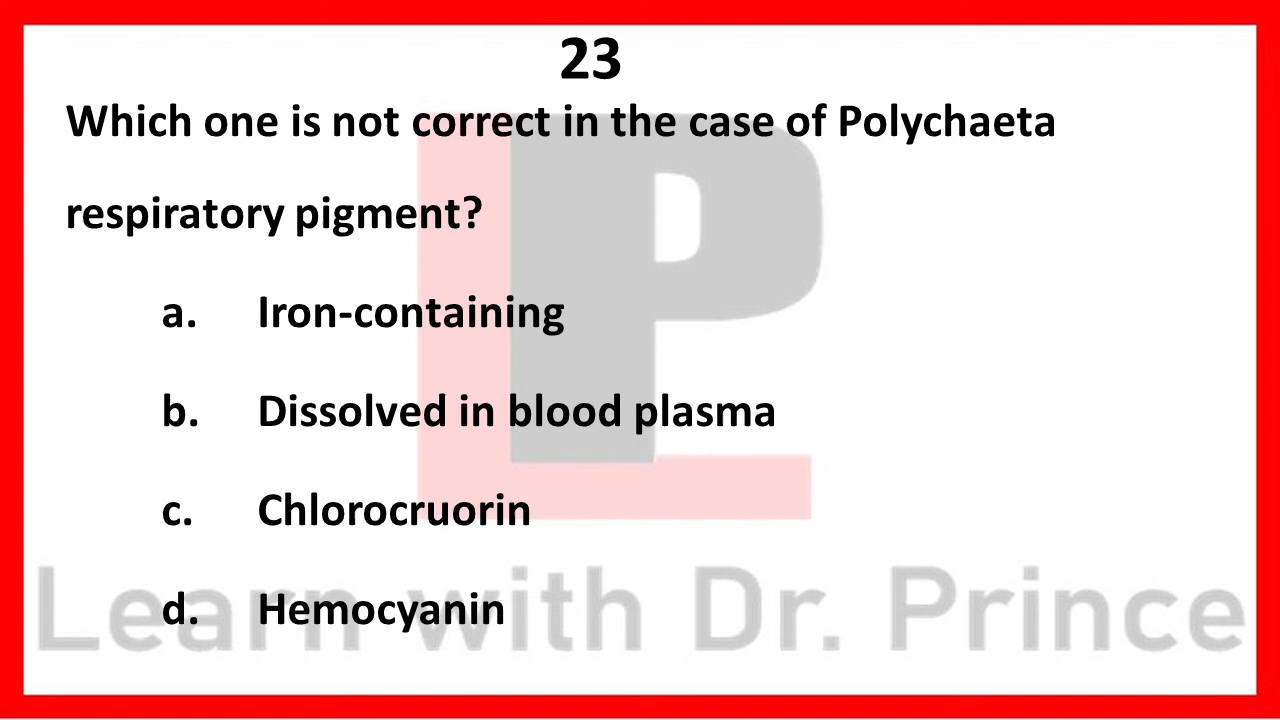 23
Which one is not correct in the case of Polychaeta
respiratory pigment?
a. Iron-containing
b. Dissolved in blood plasma
c. Chlorocruorin
d. Hemocyanin
LP
Learn with Dr. Prince